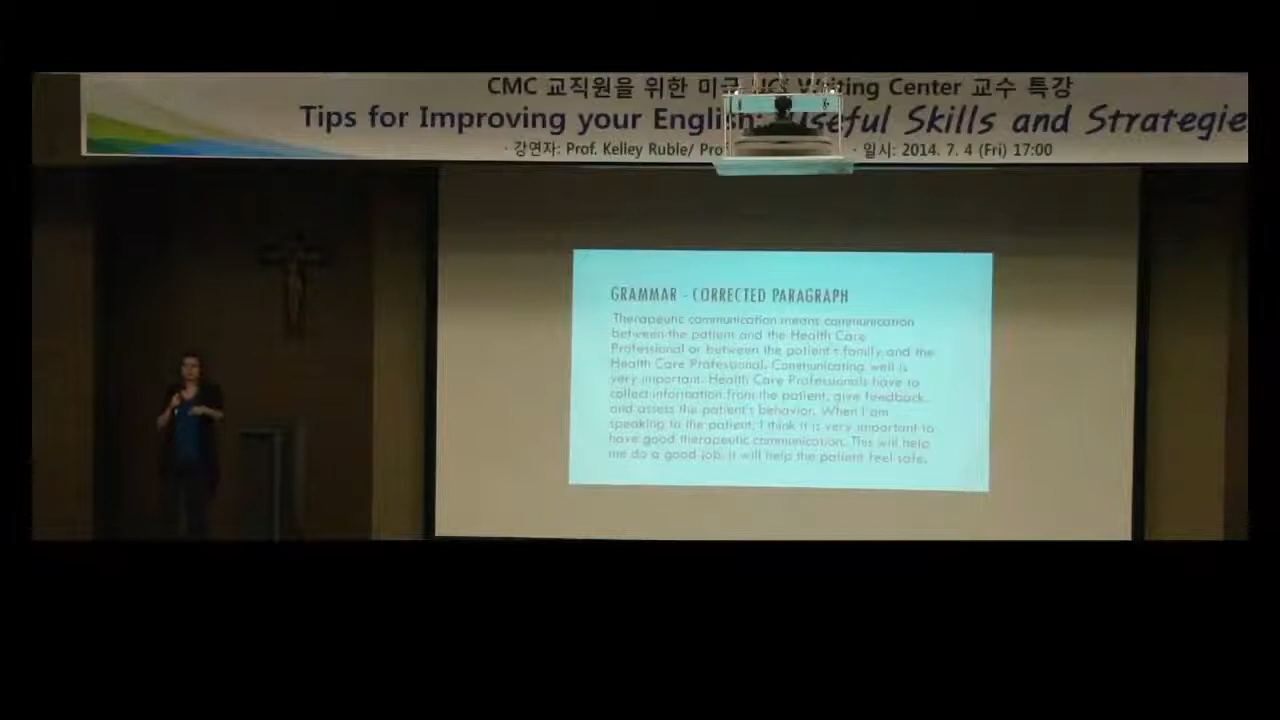 CMC 교직원을 위한 미국 UCI Writing Center 교수 특강
Tips for Improving your English: Useful Skills and Strategie
· 강연자: Prof. Kelley Ruble/ Pro
· 일시: 2014. 7. 4 (Fri) 17:00
GRAMMAR - CORRECTED PARAGRAPH
Therapeutic communication means communication
between the patient and the Health Care
Professional or between the patient's family and the
Health Care Professional. Communicating well is
very important. Health Care Professionals have to
collect information from the patient, give feedback,
and assess the patient's behavior. When I am
speaking to the patient, I think it is very important to
have good therapeutic communication. This will help
me do a good job. It will help the patient feel safe.